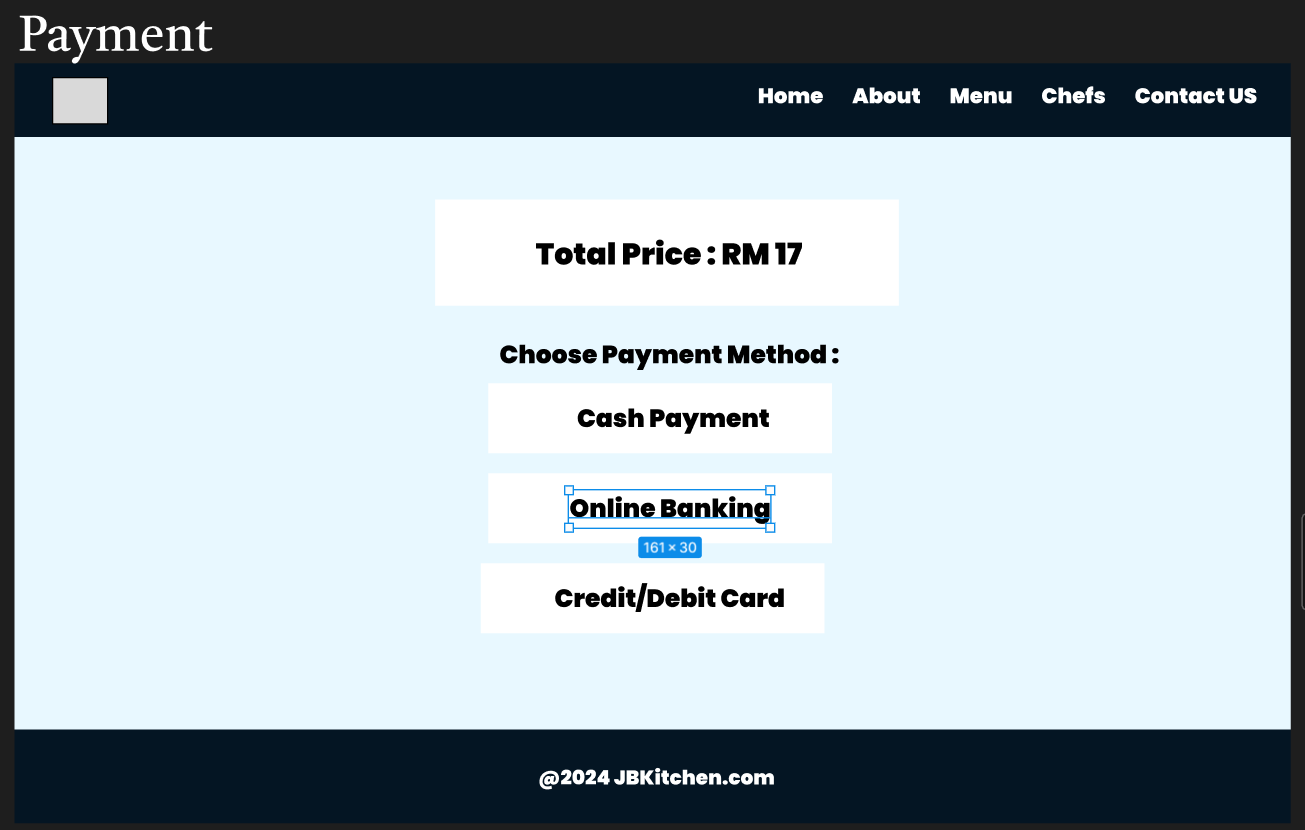 Payment
Home About Menu Chefs Contact US
Total Price : RM 17
Choose Payment Method :
Cash Payment
Online Banking
161 × 30
Credit/Debit Card
@2024 JBKitchen.com